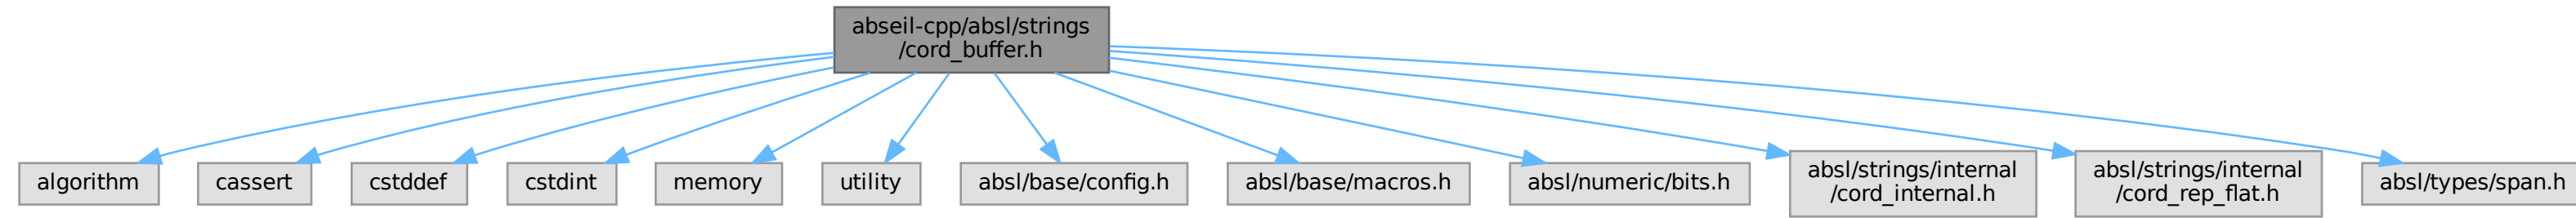 abseil-cpp/absl/strings
/cord_buffer.h
algorithm
cassert
cstddef
cstdint
memory
utility
absl/base/config.h
absl/base/macros.h
absl/numeric/bits.h
absl/strings/internal
/cord_internal.h
absl/strings/internal
/cord_rep_flat.h
absl/types/span.h